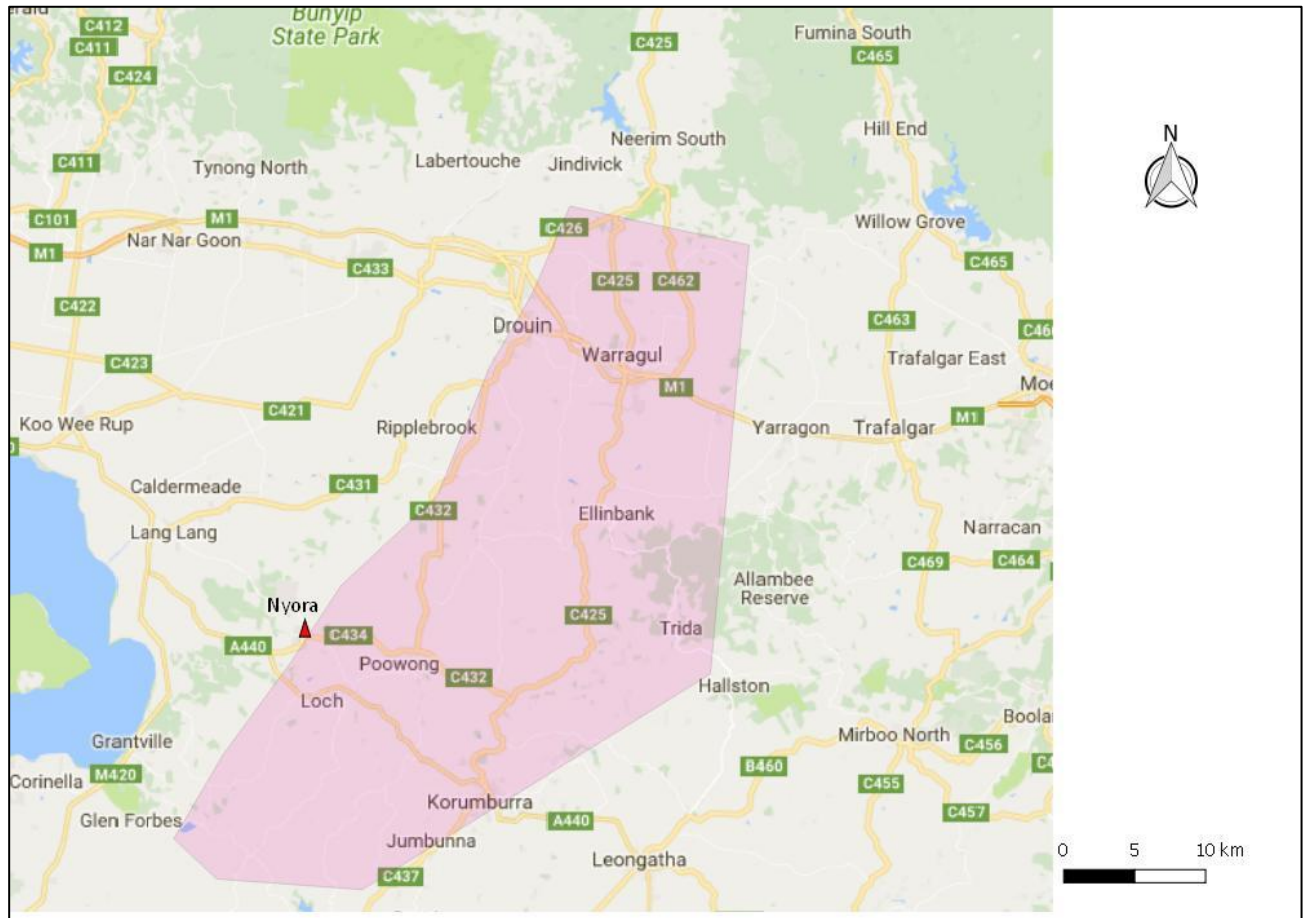 Bunyip
State Park
C412
C411
C424
C425
Fumina South
C465
Hill End
Neerim South
C411
Tynong North
Labertouche
Jindivick
N
C101
M1
Willow Grove
C426
Nar Nar Goon
M1
C433
C425
C462
C465
C422
C463
Drouin
Warragul
Trafalgar East
C423
M1
C421
Koo Wee Rup
Ripplebrook
Yarragon
Trafalgar
M1
Caldermeade
C431
C432
Ellinbank
Lang Lang
Narracan
Allambee
Reserve
C469
C464
Nyora
C425
A440
C434
Trida
Poowong
C432
Hallston
Loch
Grantville
Mirboo North
C456
Corinella
M420
B460
C455
Korumburra
C457
Glen Forbes
A440
Jumbunna
Leongatha
C437
0 5 10 km